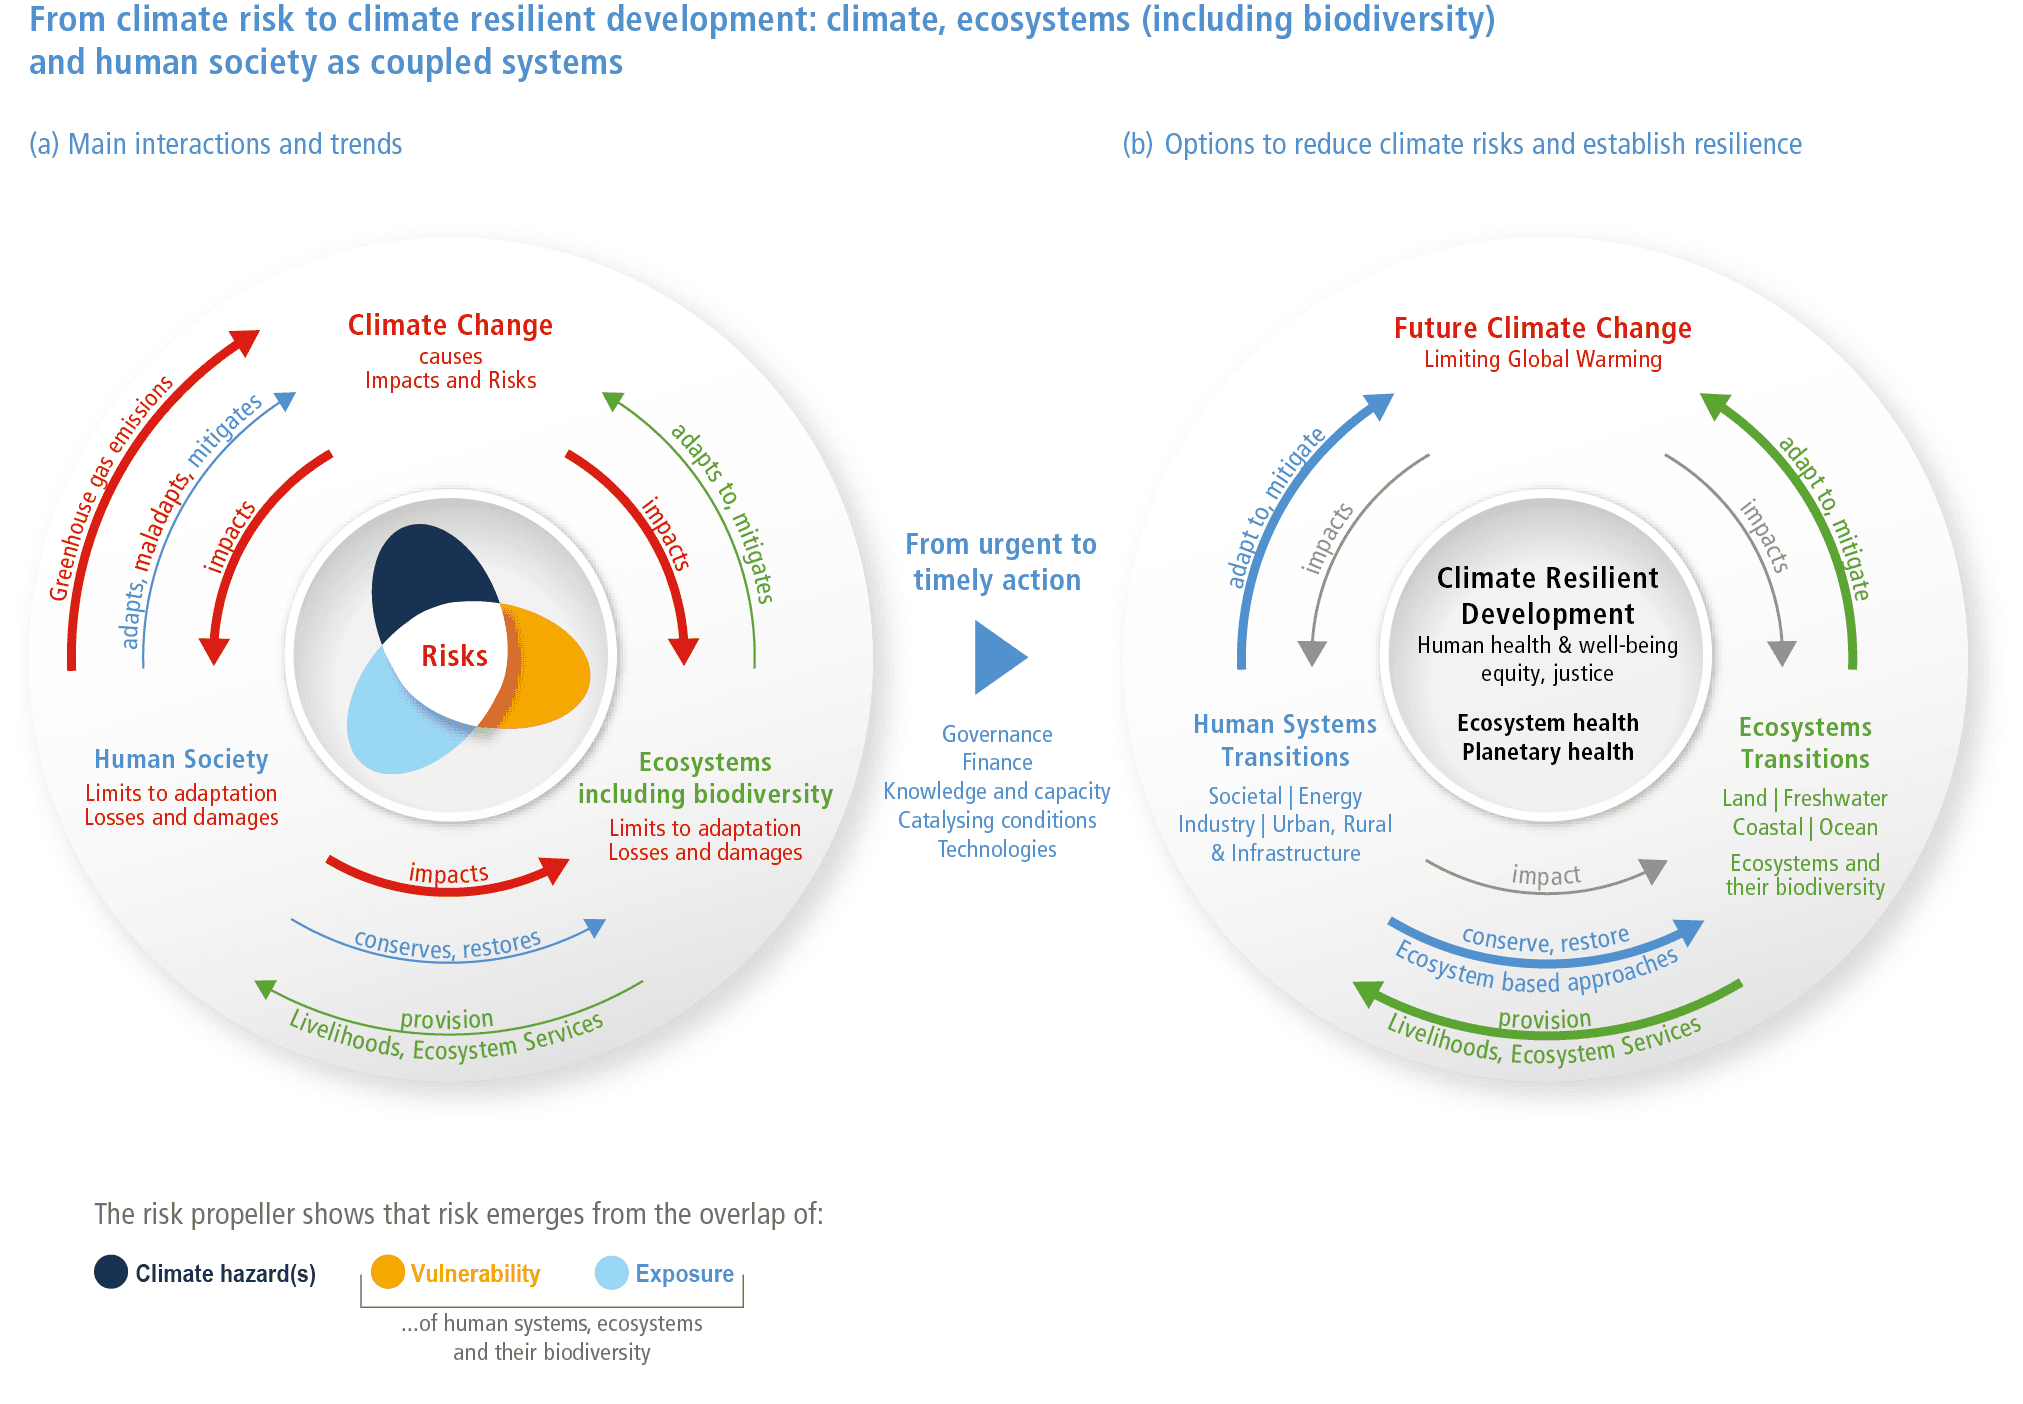 From climate risk to climate resilient development: climate, ecosystems (including biodiversity)
and human society as coupled systems
(a) Main interactions and trends
Climate Change
causes
Impacts and Risks
Greenhouse gas emissions
adapts, maladapts, mitigates
impacts
impacts
adapts to, mitigates
Risks
Human Society
Limits to adaptation
Losses and damages
Ecosystems
including biodiversity
Limits to adaptation
Losses and damages
impacts
conserves, restores
provision
Livelihoods, Ecosystem Services
From urgent to
timely action
Governance
Finance
Knowledge and capacity
Catalysing conditions
Technologies
(b) Options to reduce climate risks and establish resilience
Future Climate Change
Limiting Global Warming
adapt to, mitigate
impacts
impacts
adapt to, mitigate
Climate Resilient
Development
Human health & well-being
equity, justice
Ecosystem health
Planetary health
Human Systems
Transitions
Societal | Energy
Industry | Urban, Rural
& Infrastructure
Ecosystems
Transitions
Land | Freshwater
Coastal | Ocean
Ecosystems and
their biodiversity
impact
conserve, restore
Ecosystem based approaches
provision
Livelihoods, Ecosystem Services
The risk propeller shows that risk emerges from the overlap of:
Climate hazard(s) Vulnerability Exposure
...of human systems, ecosystems
and their biodiversity